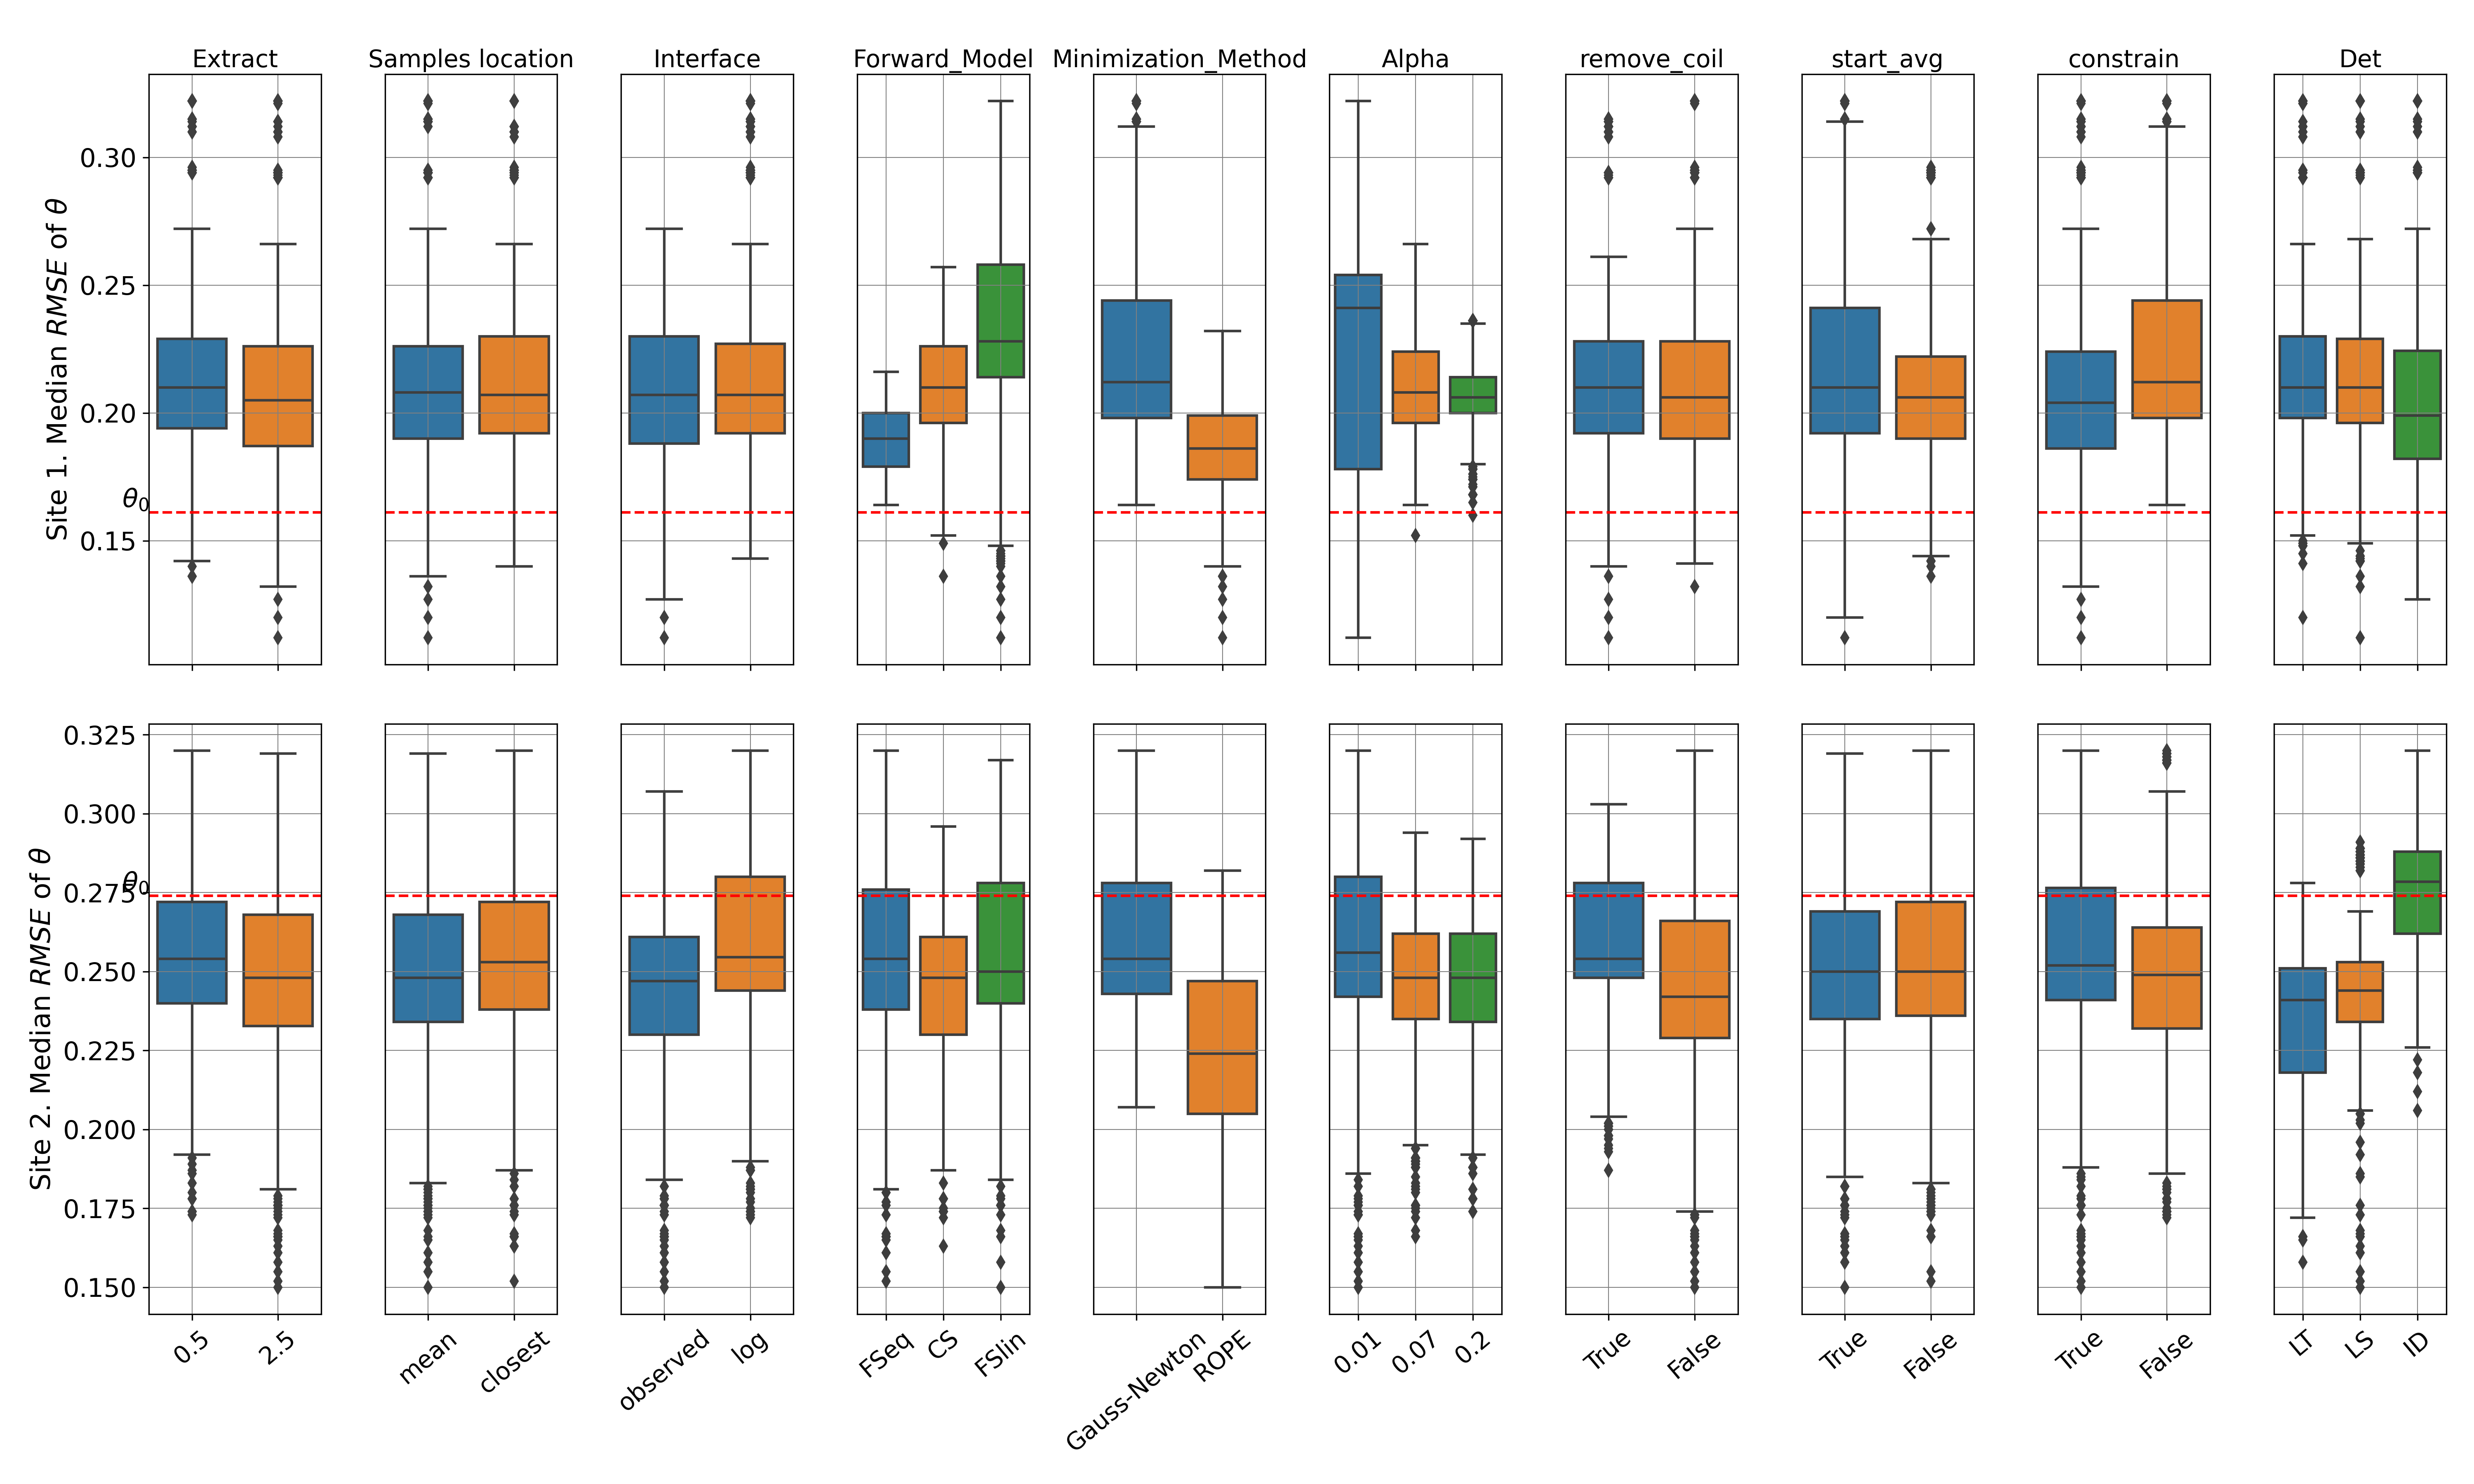 Extract Samples location Interface Forward_Model Minimization_Method Alpha remove_coil start_avg constrain Det
Site 1. Median RMSE of θ
0.30
0.25
0.20
θ0
0.15
Site 2. Median RMSE of θ
0.325
0.300
θ0
0.275
0.250
0.225
0.200
0.175
0.150
0.5 2.5 mean closest observed log FSeq CS FSlin Gauss-Newton ROPE 0.01 0.07 0.2 True False True False True False LT LS ID